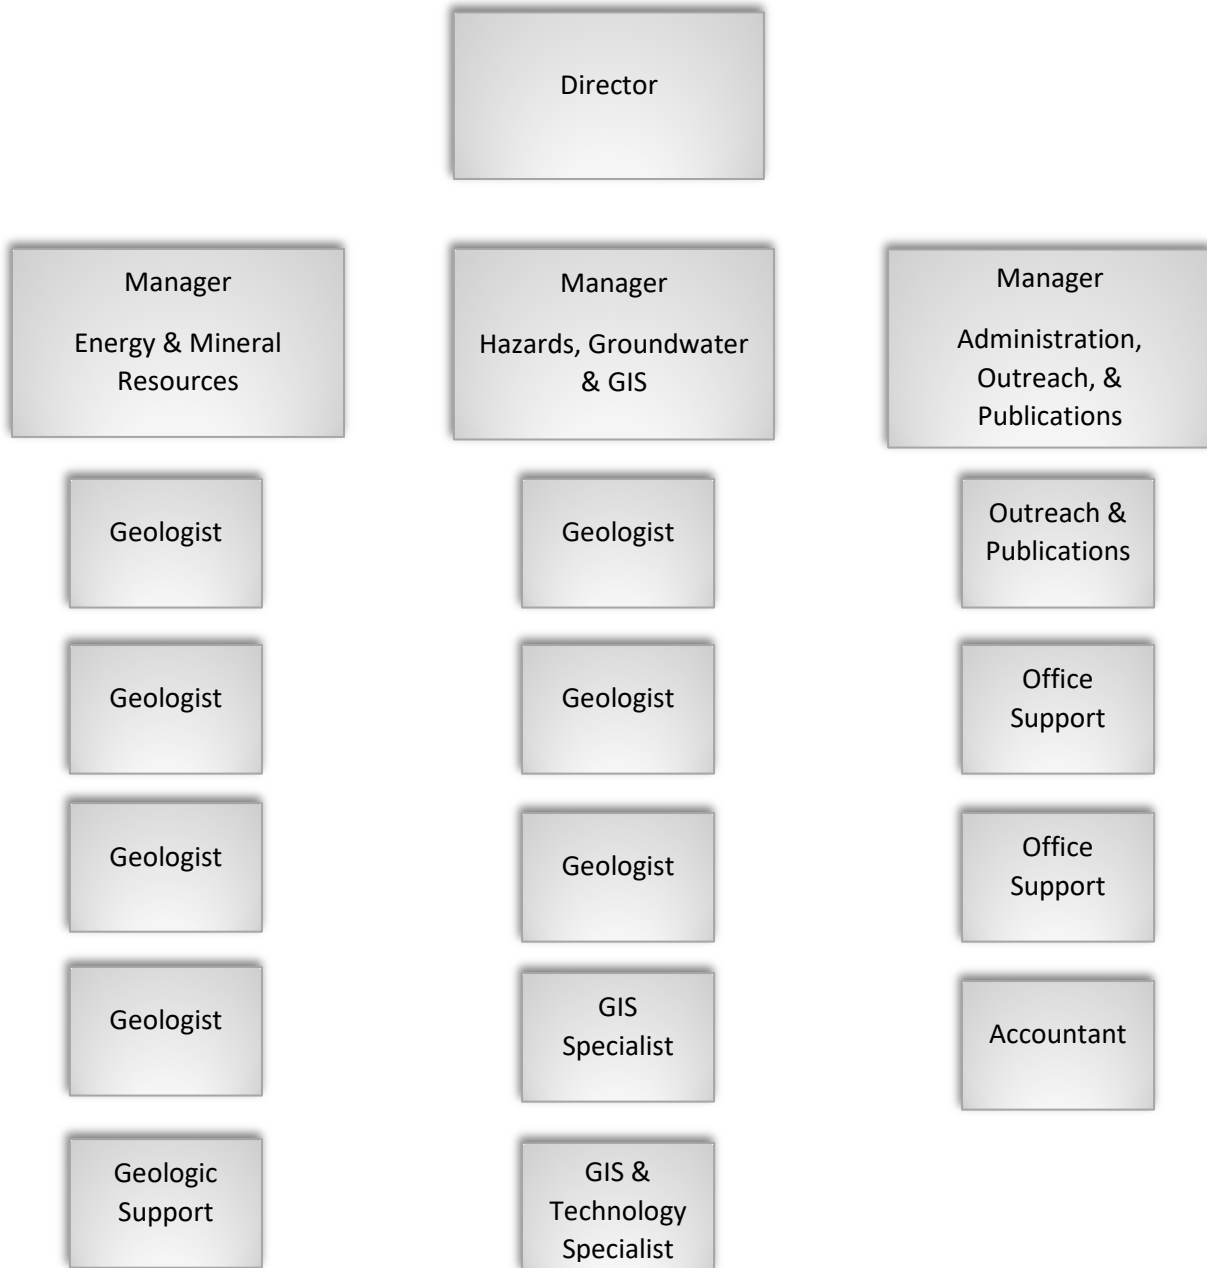 Director
Manager
Energy & Mineral
Resources
Geologist
Geologist
Geologist
Geologist
Geologic
Support
Manager
Hazards, Groundwater
& GIS
Geologist
Geologist
Geologist
GIS
Specialist
GIS &
Technology
Specialist
Manager
Administration,
Outreach, &
Publications
Outreach &
Publications
Office
Support
Office
Support
Accountant